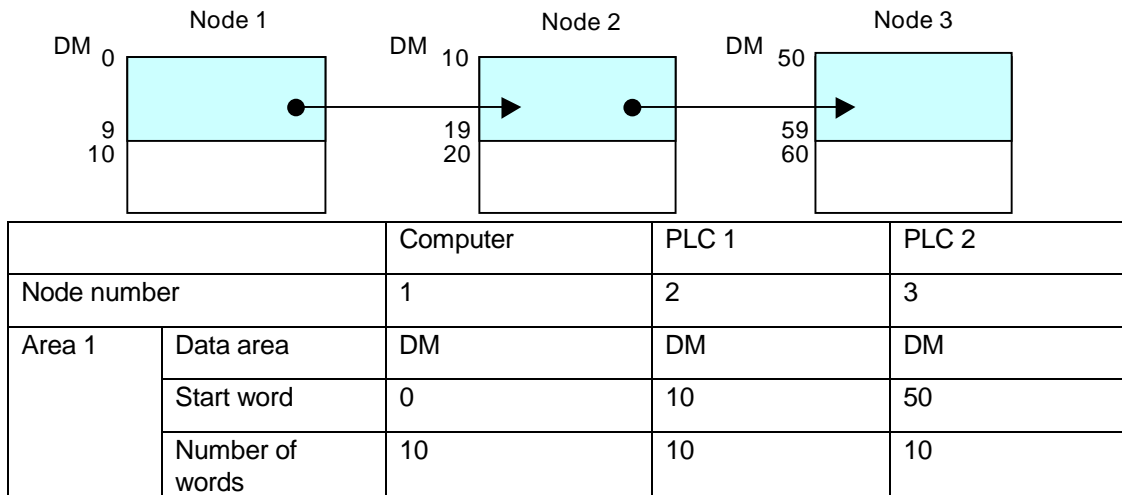 Node 1 Node 2 Node 3
DM 0 DM 10 DM 50
9 19 59
10 20 60
Computer PLC 1 PLC 2
Node number 1 2 3
Area 1 Data area DM DM DM
Start word 0 10 50
Number of words 10 10 10